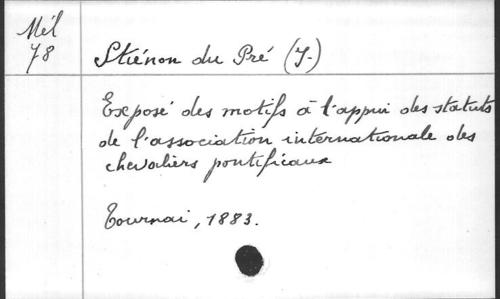 Mél
78
Stiénon du Pré (J.)
Exposé des motifs à l'appui des statuts
de l'association internationale des
chevaliers pontificaux
Tournai, 1883.